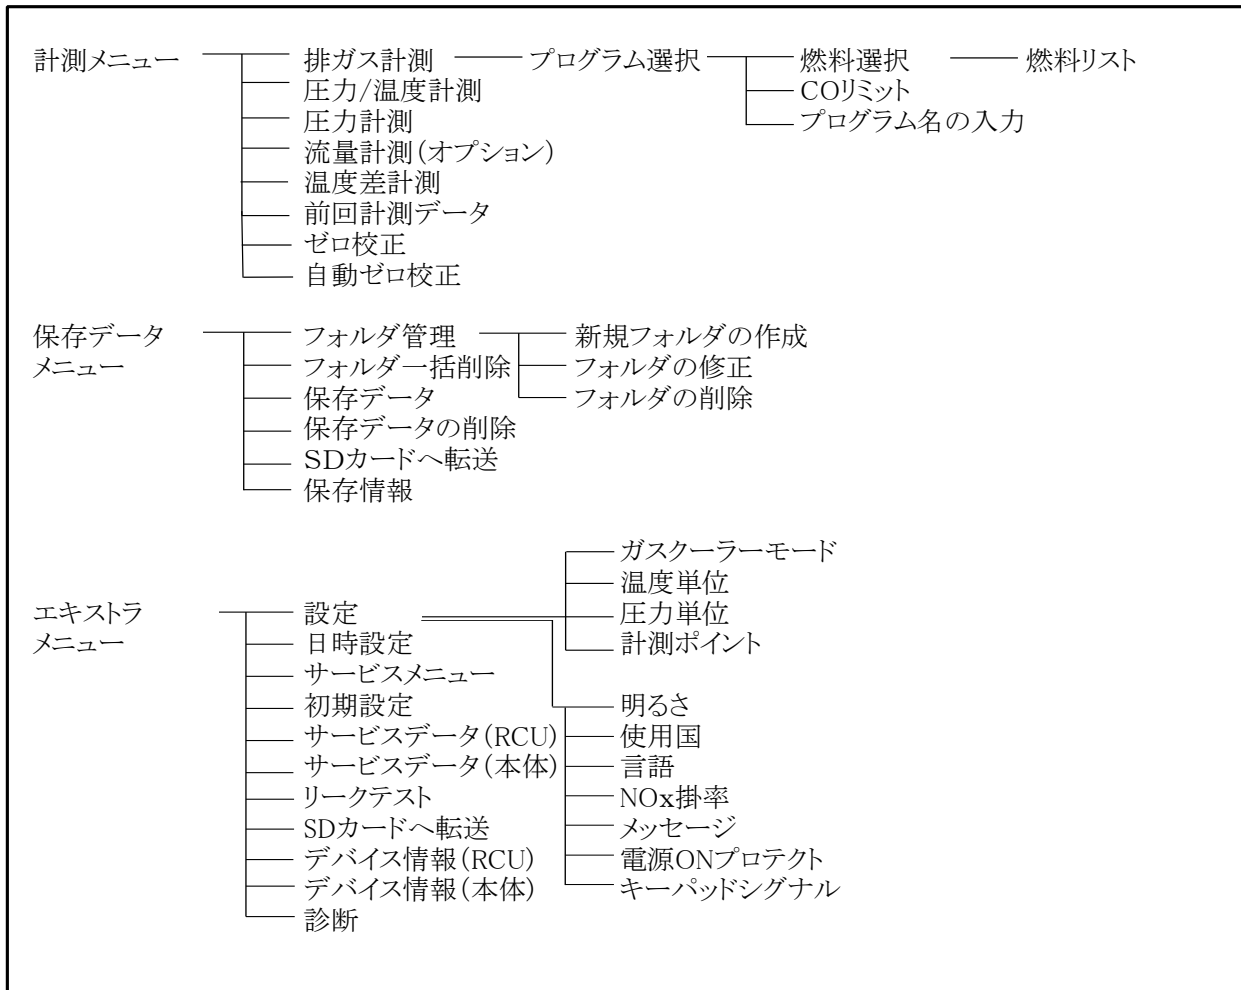 計測メニュー 排ガス計測 プログラム選択 燃料選択 燃料リスト
圧力/温度計測 COリミット
圧力計測 プログラム名の入力
流量計測(オプション)
温度差計測
前回計測データ
ゼロ校正
自動ゼロ校正
保存データ フォルダ管理 新規フォルダの作成
メニュー フォルダ一括削除 フォルダの修正
保存データ フォルダの削除
保存データの削除
SDカードへ転送
保存情報
ガスクーラーモード
温度単位
エキストラ 設定 圧力単位
メニュー 日時設定 計測ポイント
サービスメニュー
初期設定 明るさ
サービスデータ(RCU) 使用国
サービスデータ(本体) 言語
リークテスト NOx掛率
SDカードへ転送 メッセージ
デバイス情報(RCU) 電源ONプロテクト
デバイス情報(本体) キーパッドシグナル
診断